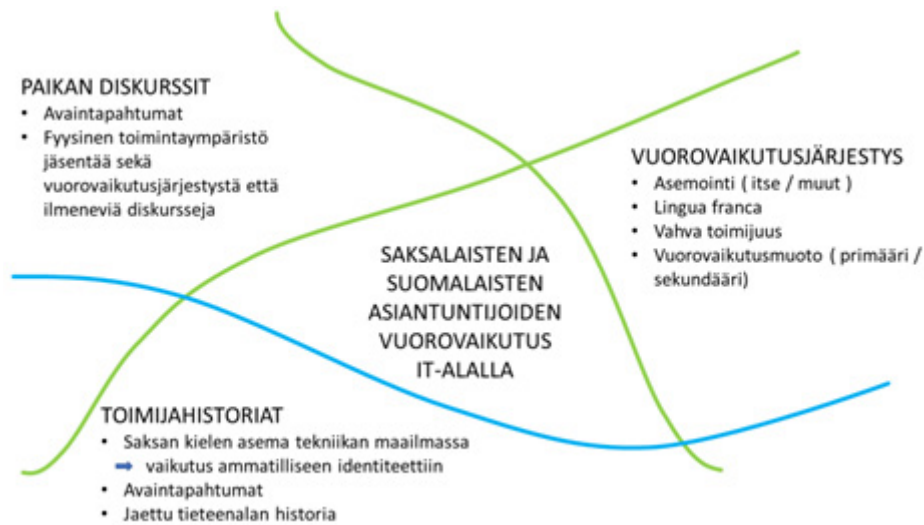 PAIKAN DISKURSSIT
• Avaintapahtumat
• Fyysinen toimintaympäristö
jäsentää sekä
vuorovaikutusjärjestystä että
ilmeneviä diskursseja
VUOROVAIKUTUSJÄRJESTYS
• Asemointi ( itse / muut )
• Lingua franca
• Vahva toimijuus
• Vuorovaikutusmuoto ( primääri /
sekundääri)
SAKSALAISTEN JA
SUOMALAISTEN
ASIANTUNTIJOIDEN
VUOROVAIKUTUS
IT-ALALLA
TOIMIJAHISTORIAT
• Saksan kielen asema tekniikan maailmassa
➡ vaikutus ammatilliseen identiteettiin
• Avaintapahtumat
• Jaettu tieteenalan historia